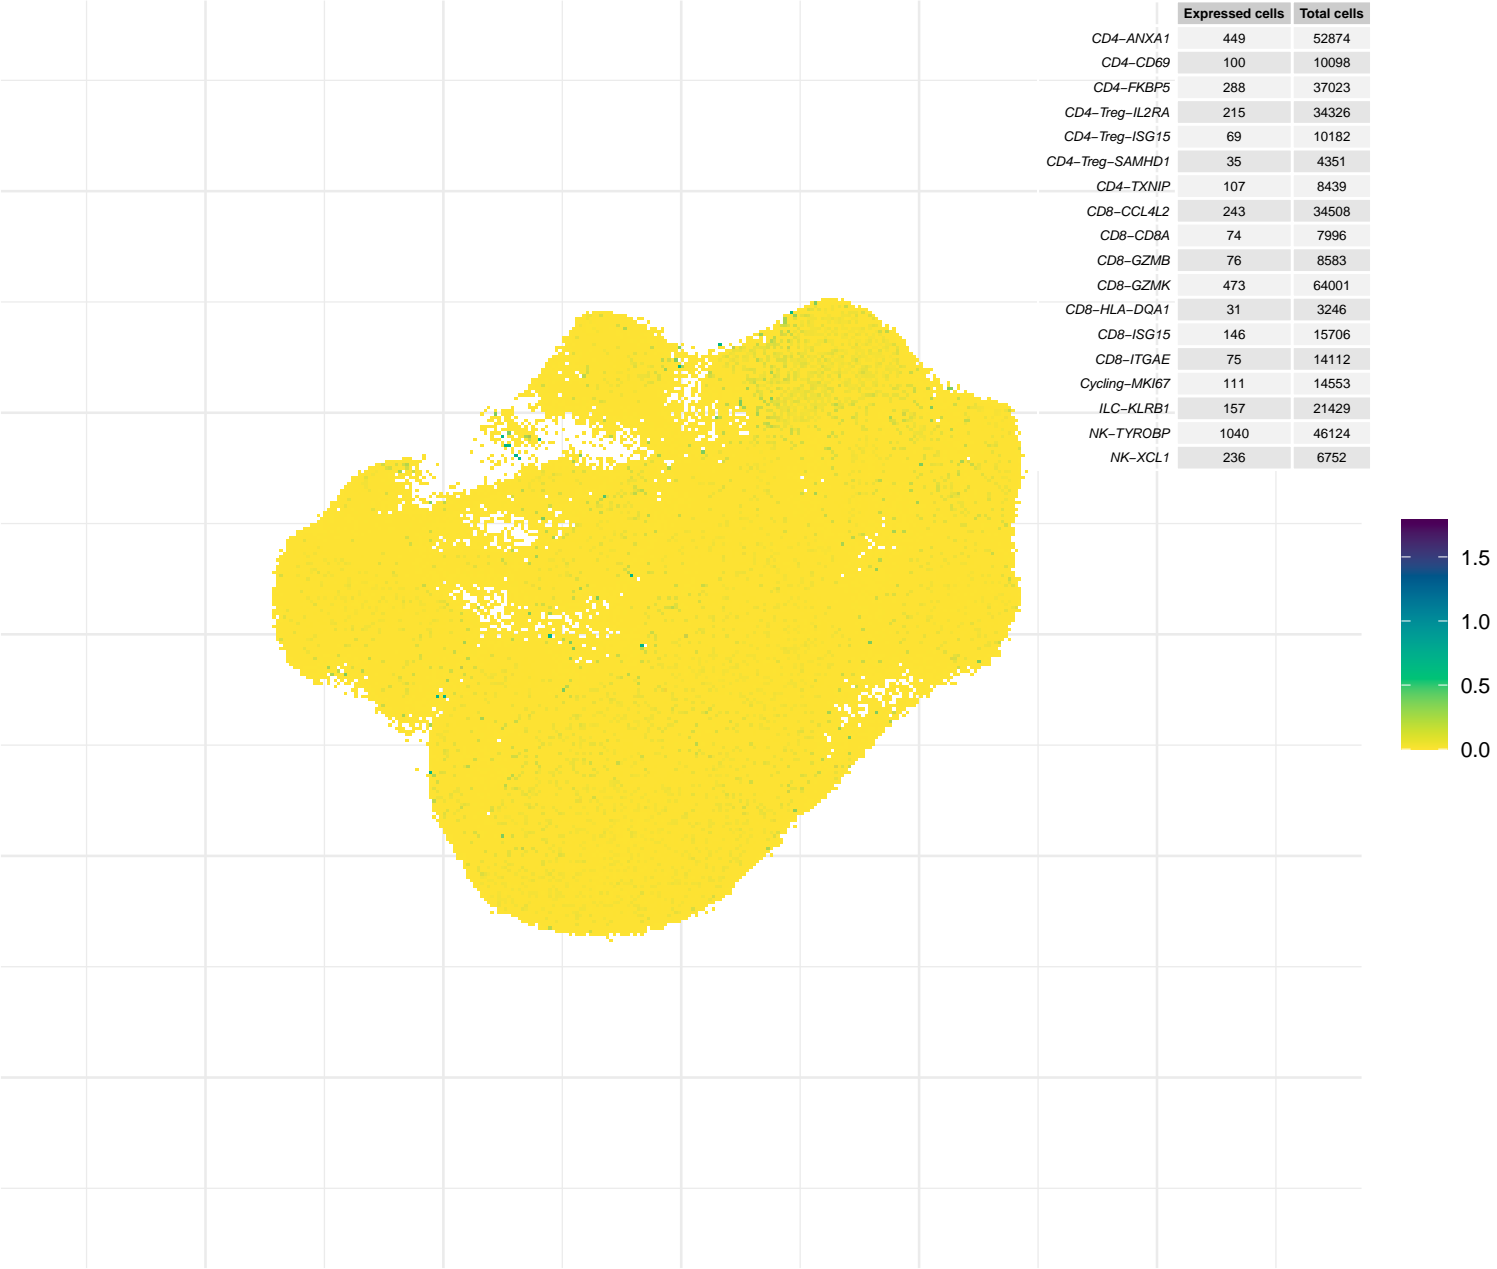 Expressed cells Total cells
CD4−ANXA1 449 52874
CD4−CD69 100 10098
CD4−FKBP5 288 37023
CD4−Treg−IL2RA 215 34326
CD4−Treg−ISG15 69 10182
CD4−Treg−SAMHD1 35 4351
CD4−TXNIP 107 8439
CD8−CCL4L2 243 34508
CD8−CD8A 74 7996
CD8−GZMB 76 8583
CD8−GZMK 473 64001
CD8−HLA−DQA1 31 3246
CD8−ISG15 146 15706
CD8−ITGAE 75 14112
Cycling−MKI67 111 14553
ILC−KLRB1 157 21429
NK−TYROBP 1040 46124
NK−XCL1 236 6752
1.5
1.0
0.5
0.0